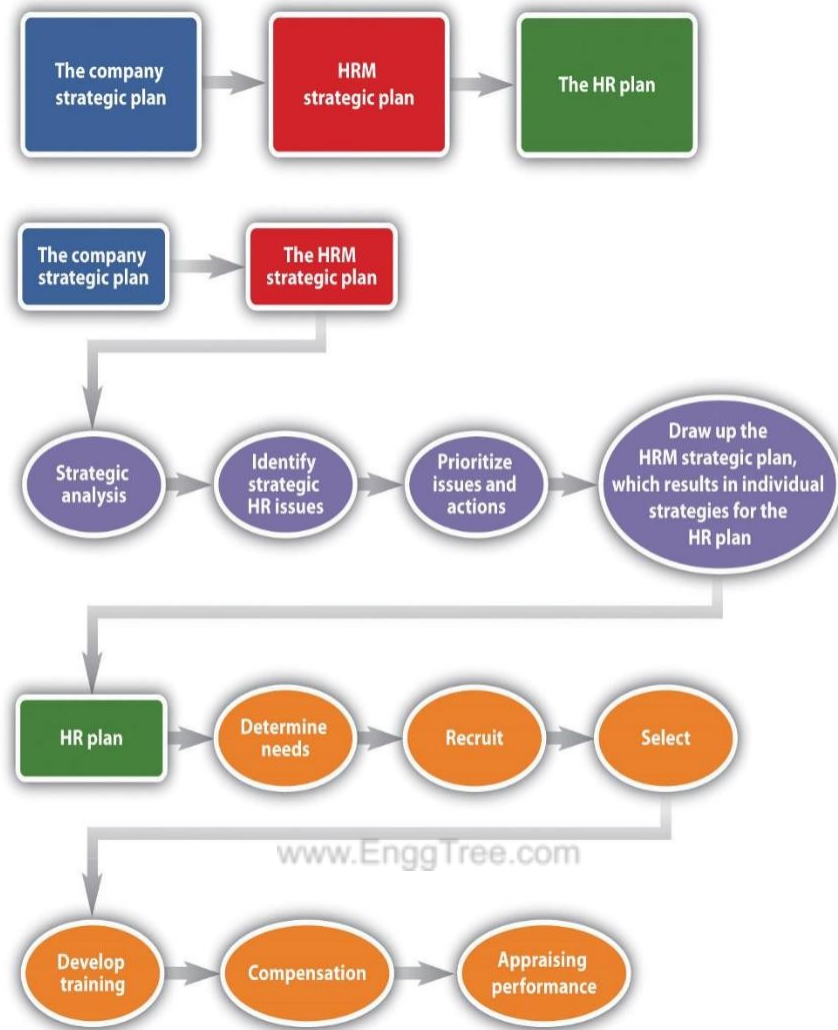 The company
strategic plan
HRM
strategic plan
The HR plan
The company
strategic plan
The HRM
strategic plan
Strategic
analysis
Identify
strategic
HR issues
Prioritize
issues and
actions
Draw up the
HRM strategic plan,
which results in individual
strategies for the
HR plan
HR plan
Determine
needs
Recruit
Select
www.EnggTree.com
Develop
training
Compensation
Appraising
performance